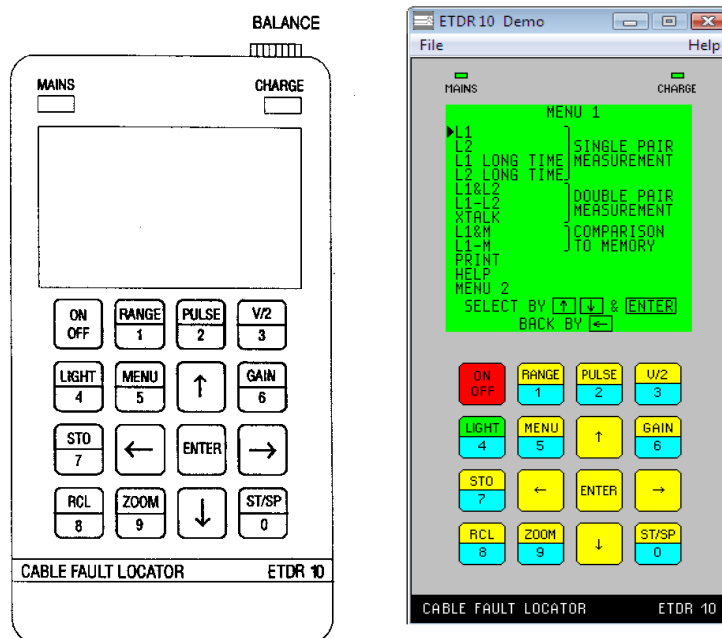 BALANCE
MAINS CHARGE
ON OFF RANGE 1 PULSE 2 V/2 3
LIGHT 4 MENU 5 ↑ GAIN 6
STO 7 ← ENTER →
RCL 8 ZOOM 9 ↓ ST/SP 0
CABLE FAULT LOCATOR ETDR 10
ETDR 10 Demo
File Help
MAINS CHARGE
MENU 1
▶L1
L2 SINGLE PAIR
L1 LONG TIME MEASUREMENT
L2 LONG TIME
L1&L2
L1-L2 DOUBLE PAIR
XTALK MEASUREMENT
L1&M COMPARISON
L1-M TO MEMORY
PRINT
HELP
MENU 2
SELECT BY ↑ ↓ & ENTER
BACK BY ←
ON OFF RANGE 1 PULSE 2 V/2 3
LIGHT 4 MENU 5 ↑ GAIN 6
STO 7 ← ENTER →
RCL 8 ZOOM 9 ↓ ST/SP 0
CABLE FAULT LOCATOR ETDR 10